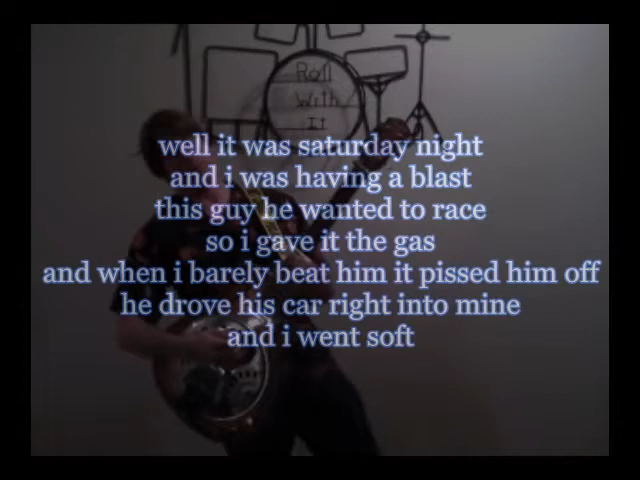 Roll
With
It
well it was saturday night
and i was having a blast
this guy he wanted to race
so i gave it the gas
and when i barely beat him it pissed him off
he drove his car right into mine
and i went soft